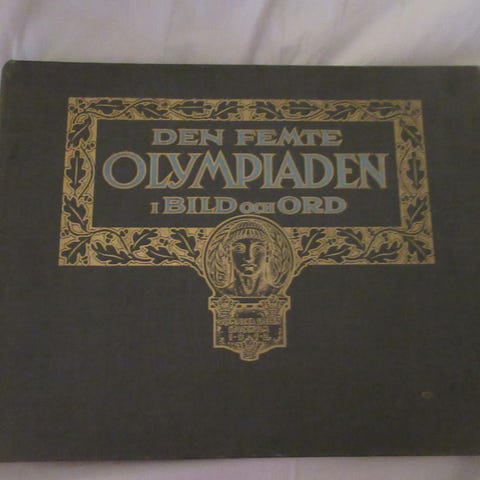 DEN FEMTE
OLYMPIADEN
I BILD OCH ORD